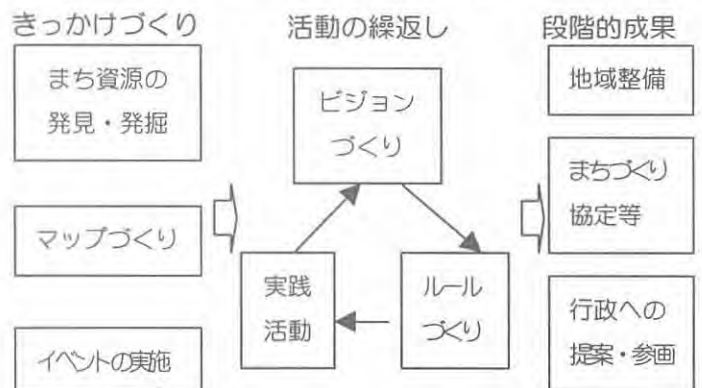 きっかけづくり
まち資源の
発見・発掘
マップづくり
イベントの実施
活動の繰返し
ビジョン
づくり
実践
活動
ルール
づくり
段階的成果
地域整備
まちづくり
協定等
行政への
提案・参画